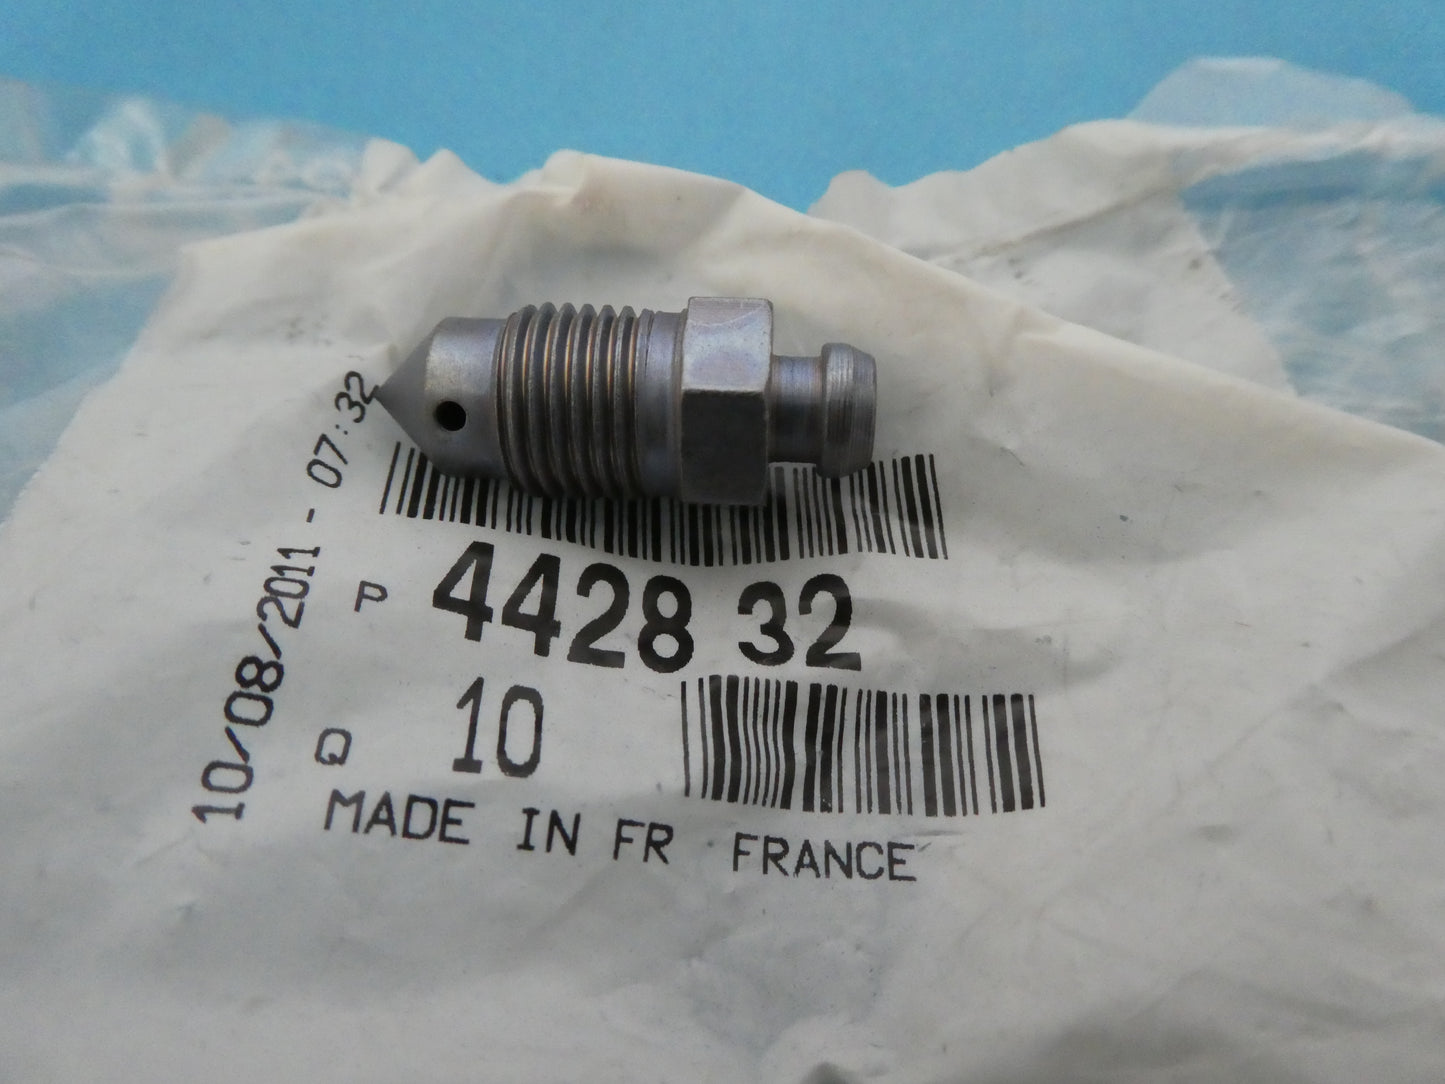 10/08/2011 - 07:32
P 4428 32
Q 10
MADE IN FR FRANCE